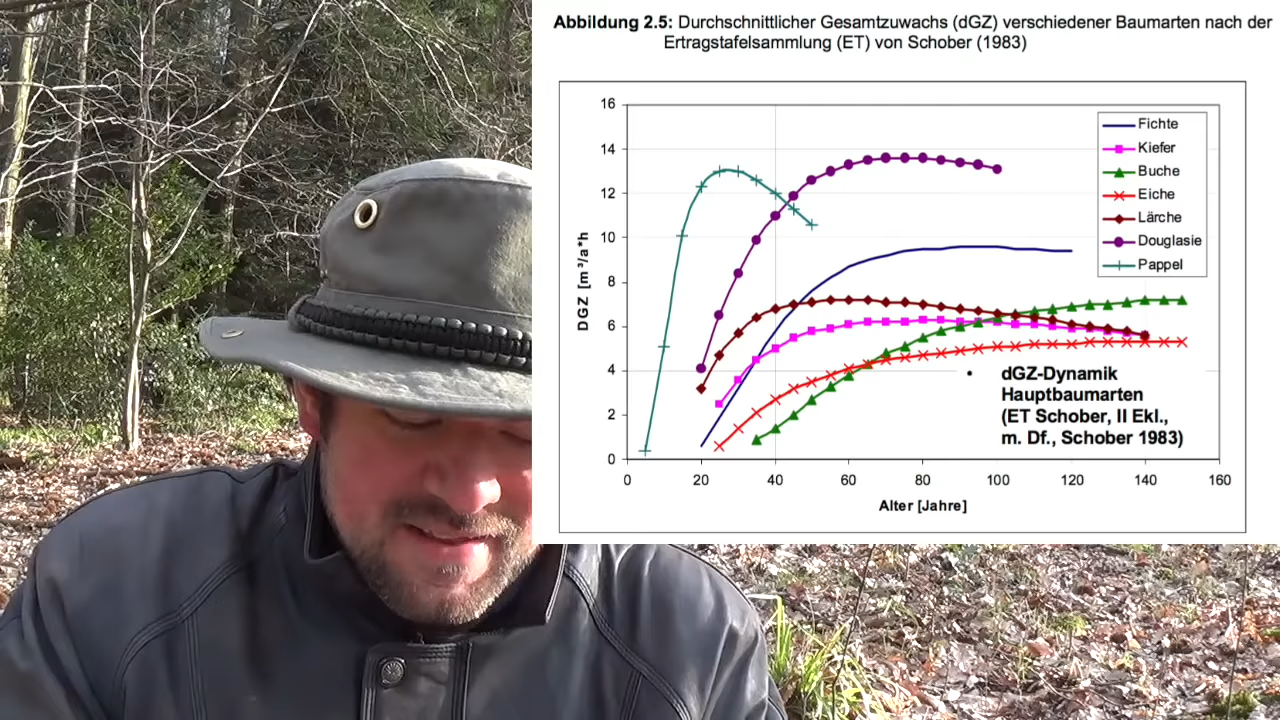 Abbildung 2.5: Durchschnittlicher Gesamtzuwachs (dGZ) verschiedener Baumarten nach der
Ertragstafelsammlung (ET) von Schober (1983)
16
14
12
10
8
6
4
2
0
DGZ [m³/a*h
0 20 40 60 80 100 120 140 160
Alter [Jahre]
Fichte
Kiefer
Buche
Eiche
Lärche
Douglasie
Pappel
• dGZ-Dynamik
Hauptbaumarten
(ET Schober, II Ekl.,
m. Df., Schober 1983)